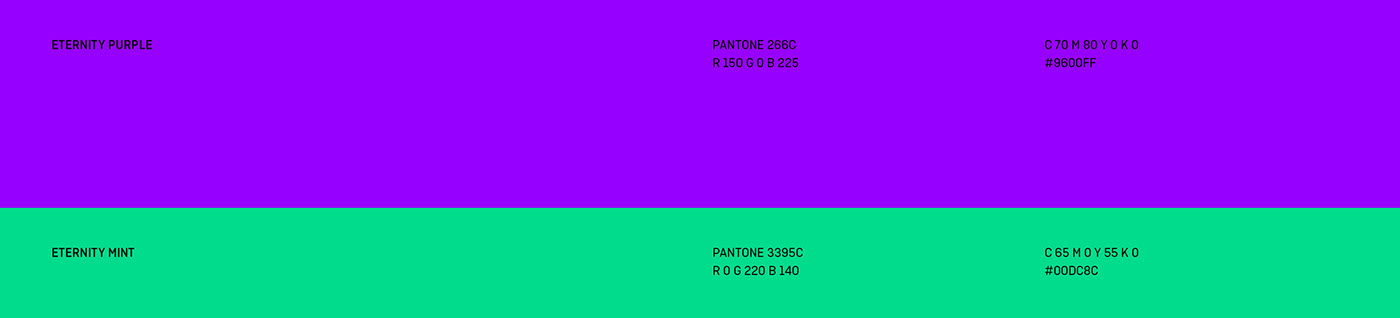 ETERNITY PURPLE
PANTONE 266C
R 150 G 0 B 225
C 70 M 80 Y 0 K 0
#9600FF
ETERNITY MINT
PANTONE 3395C
R 0 G 220 B 140
C 65 M 0 Y 55 K 0
#00DC8C